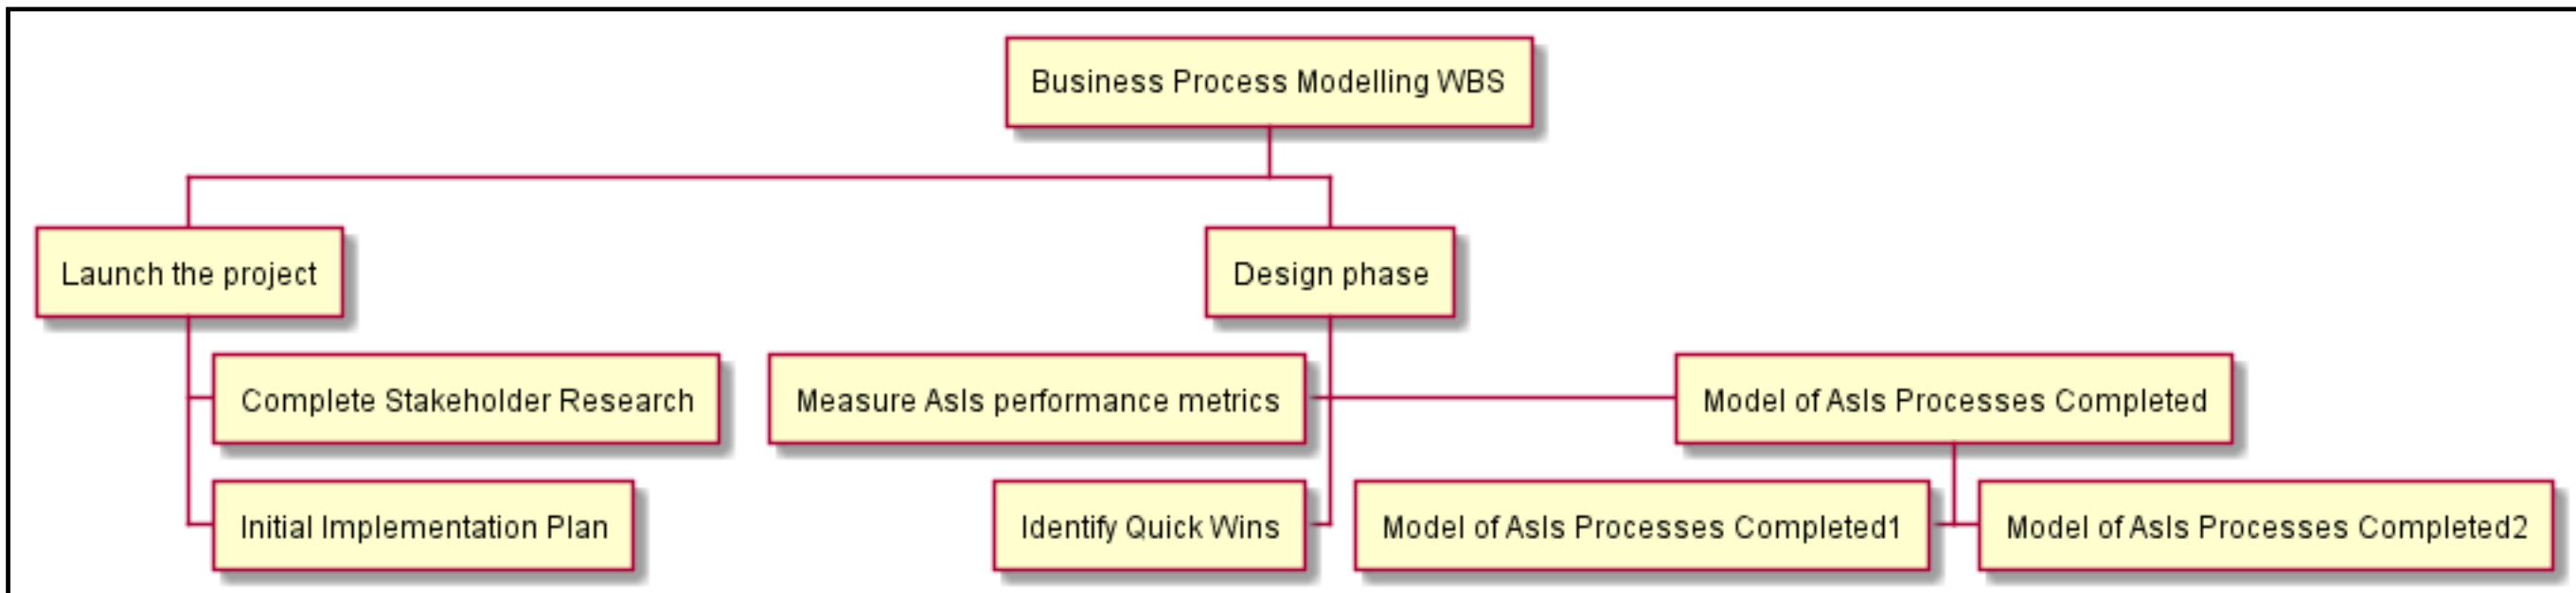 Business Process Modelling WBS
Launch the project
Design phase
Complete Stakeholder Research
Measure AsIs performance metrics
Model of AsIs Processes Completed
Initial Implementation Plan
Identify Quick Wins
Model of AsIs Processes Completed1
Model of AsIs Processes Completed2